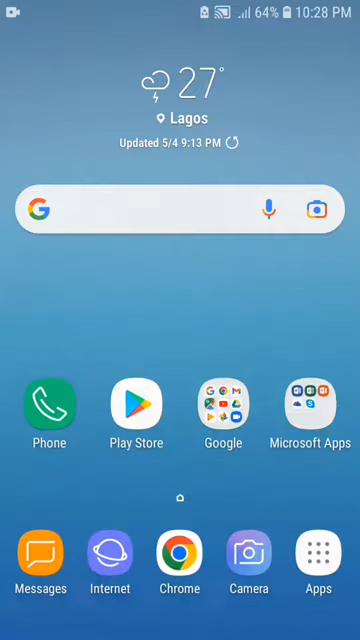 64% 10:28 PM
27°
Lagos
Updated 5/4 9:13 PM
Phone
Play Store
Google
Microsoft Apps
Messages
Internet
Chrome
Camera
Apps